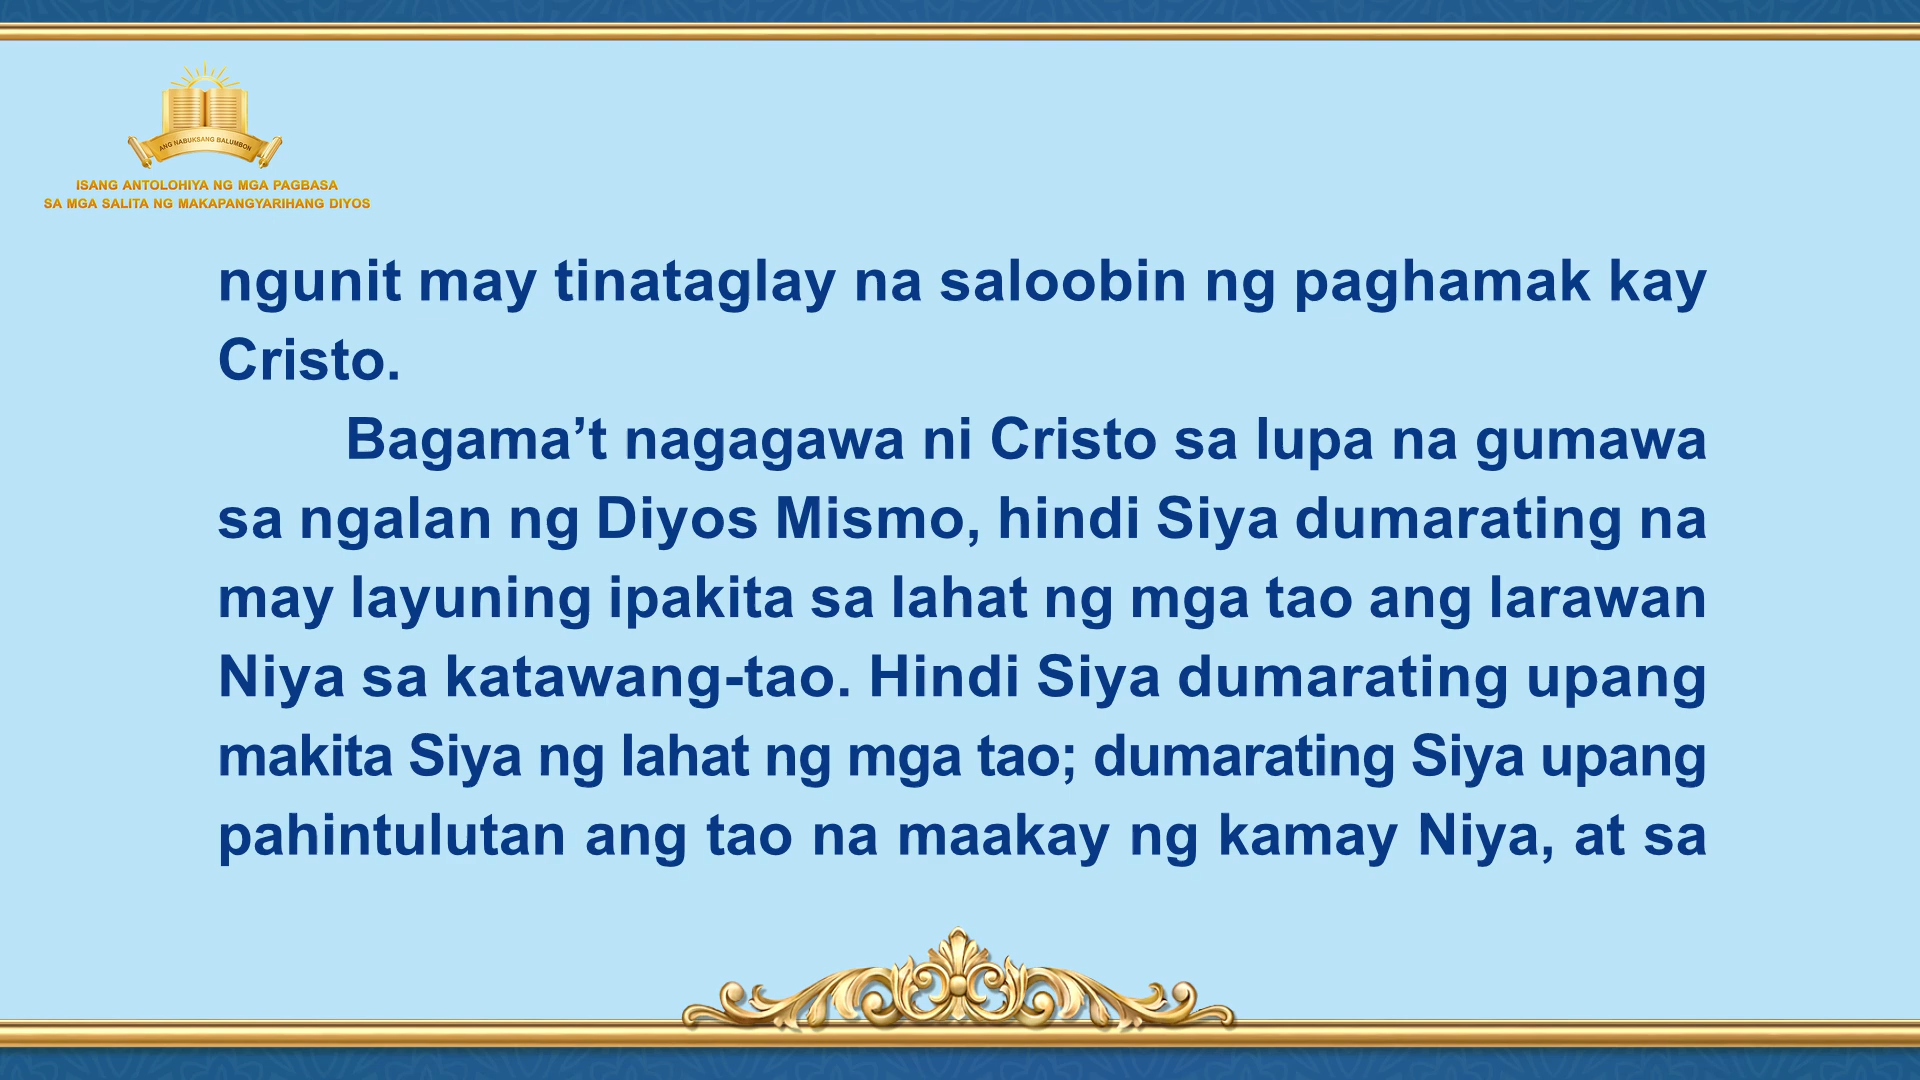 ANG NABUKSANG BALUMBON
ISANG ANTOLOHIYA NG MGA PAGBASA
SA MGA SALITA NG MAKAPANGYARIHANG DIYOS
ngunit may tinataglay na saloobin ng paghamak kay
Cristo.
Bagama’t nagagawa ni Cristo sa lupa na gumawa
sa ngalan ng Diyos Mismo, hindi Siya dumarating na
may layuning ipakita sa lahat ng mga tao ang larawan
Niya sa katawang-tao. Hindi Siya dumarating upang
makita Siya ng lahat ng mga tao; dumarating Siya upang
pahintulutan ang tao na maakay ng kamay Niya, at sa